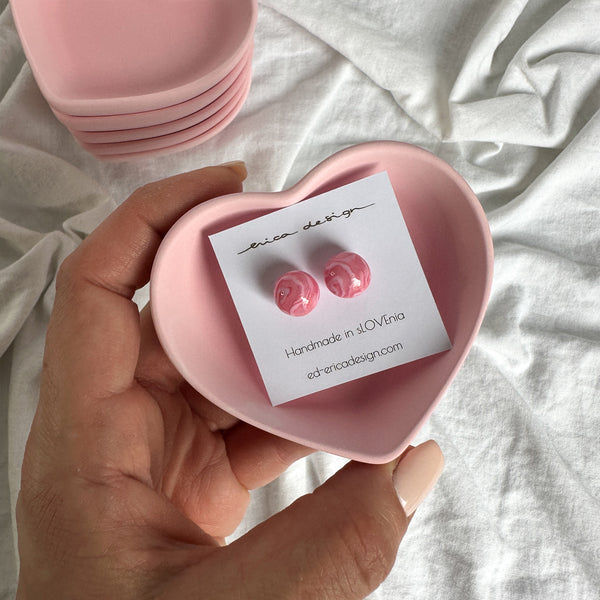 erica design
Handmade in sLOVEnia
ed-ericadesign.com